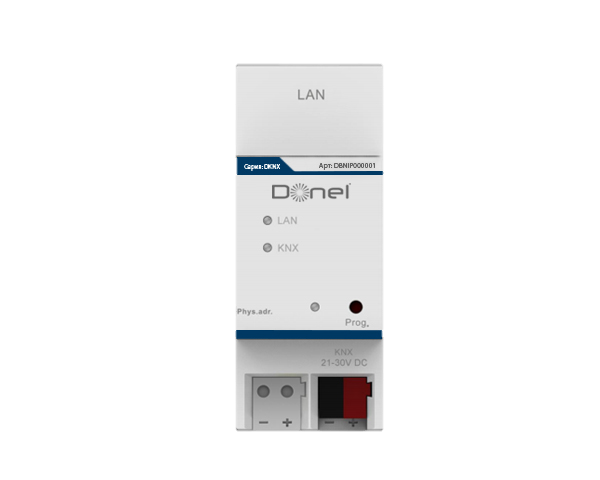 LAN
Серия: DKNX Арт: DBNIP000001
Donel
LAN
KNX
Phys.adr.
Prog.
KNX
21-30V DC
− + − +